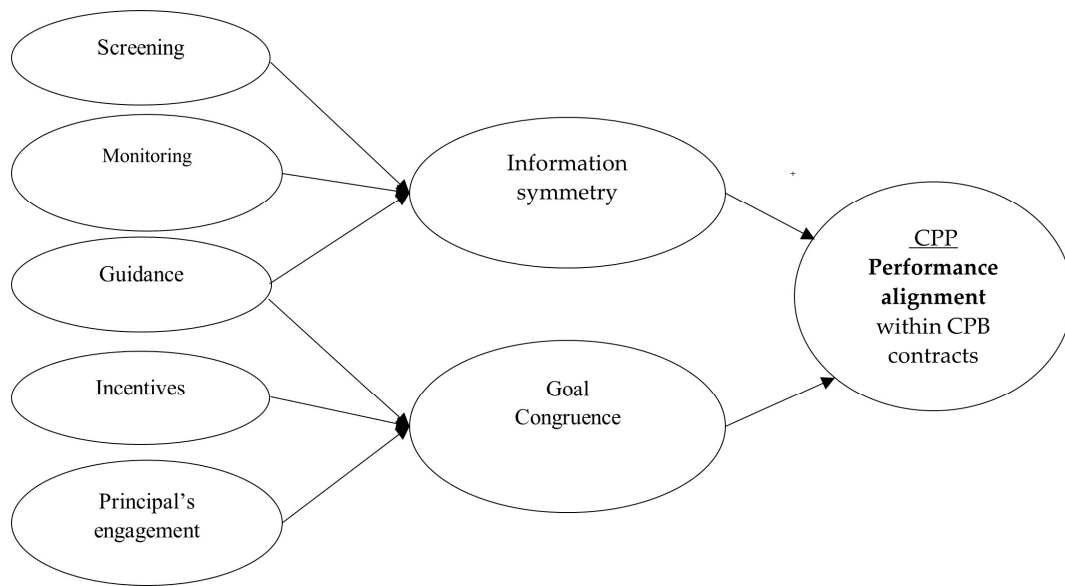 Screening
Monitoring
Guidance
Incentives
Principal’s
engagement
Information
symmetry
Goal
Congruence
+
CPP
Performance
alignment
within CPB
contracts